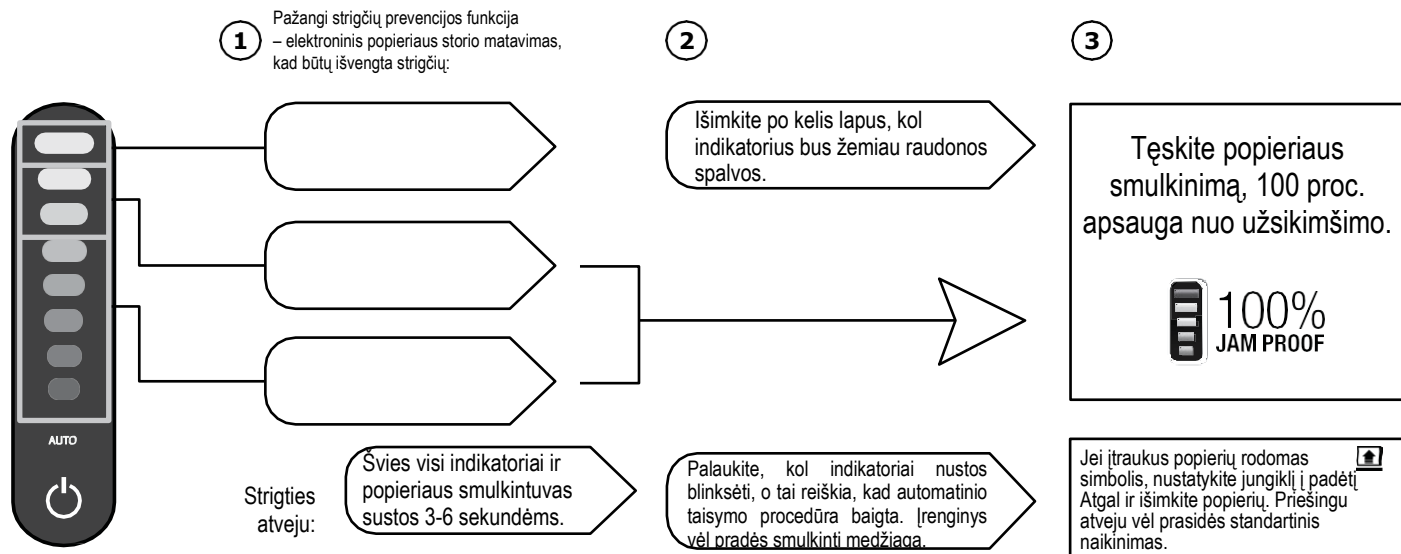 1
Pažangi strigčių prevencijos funkcija
– elektroninis popieriaus storio matavimas,
kad būtų išvengta strigčių:
2
Išimkite po kelis lapus, kol
indikatorius bus žemiau raudonos
spalvos.
3
Tęskite popieriaus
smulkinimą, 100 proc.
apsauga nuo užsikimšimo.
100%
JAM PROOF
AUTO
Strigties
atveju:
Švies visi indikatoriai ir
popieriaus smulkintuvas
sustos 3-6 sekundėms.
Palaukite, kol indikatoriai nustos
blinksėti, o tai reiškia, kad automatinio
taisymo procedūra baigta. Įrenginys
vėl pradės smulkinti medžiagą.
Jei įtraukus popierių rodomas
simbolis, nustatykite jungiklį į padėtį
Atgal ir išimkite popierių. Priešingu
atveju vėl prasidės standartinis
naikinimas.